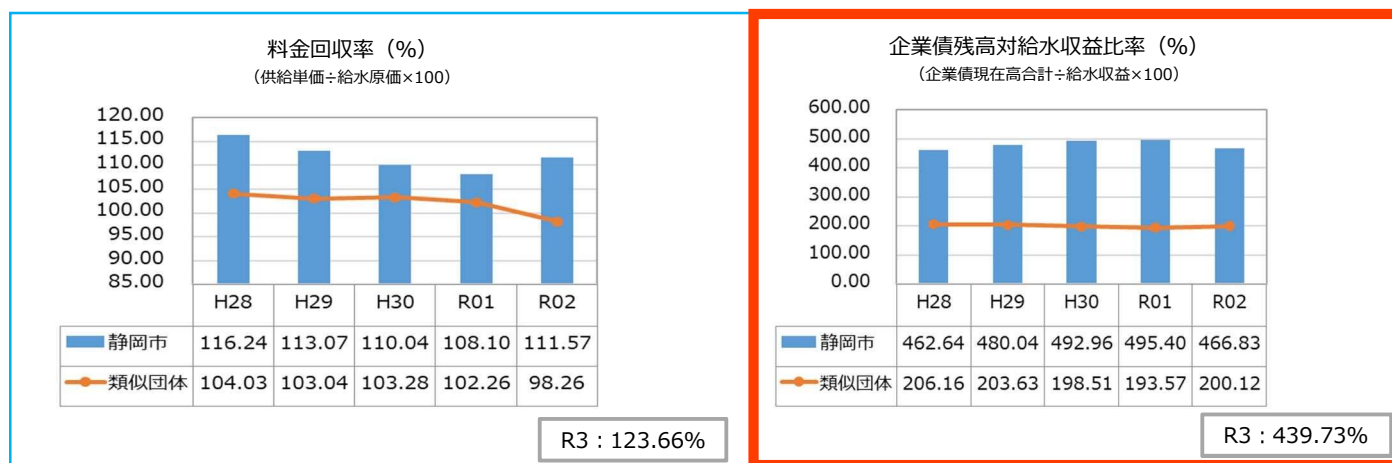 料金回収率（%）
（供給単価÷給水原価×100）
120.00
115.00
110.00
105.00
100.00
95.00
90.00
85.00
H28 H29 H30 R01 R02
静岡市 116.24 113.07 110.04 108.10 111.57
類似団体 104.03 103.04 103.28 102.26 98.26
R3：123.66%
企業債残高対給水収益比率（%）
（企業債現在高合計÷給水収益×100）
600.00
500.00
400.00
300.00
200.00
100.00
0.00
H28 H29 H30 R01 R02
静岡市 462.64 480.04 492.96 495.40 466.83
類似団体 206.16 203.63 198.51 193.57 200.12
R3：439.73%